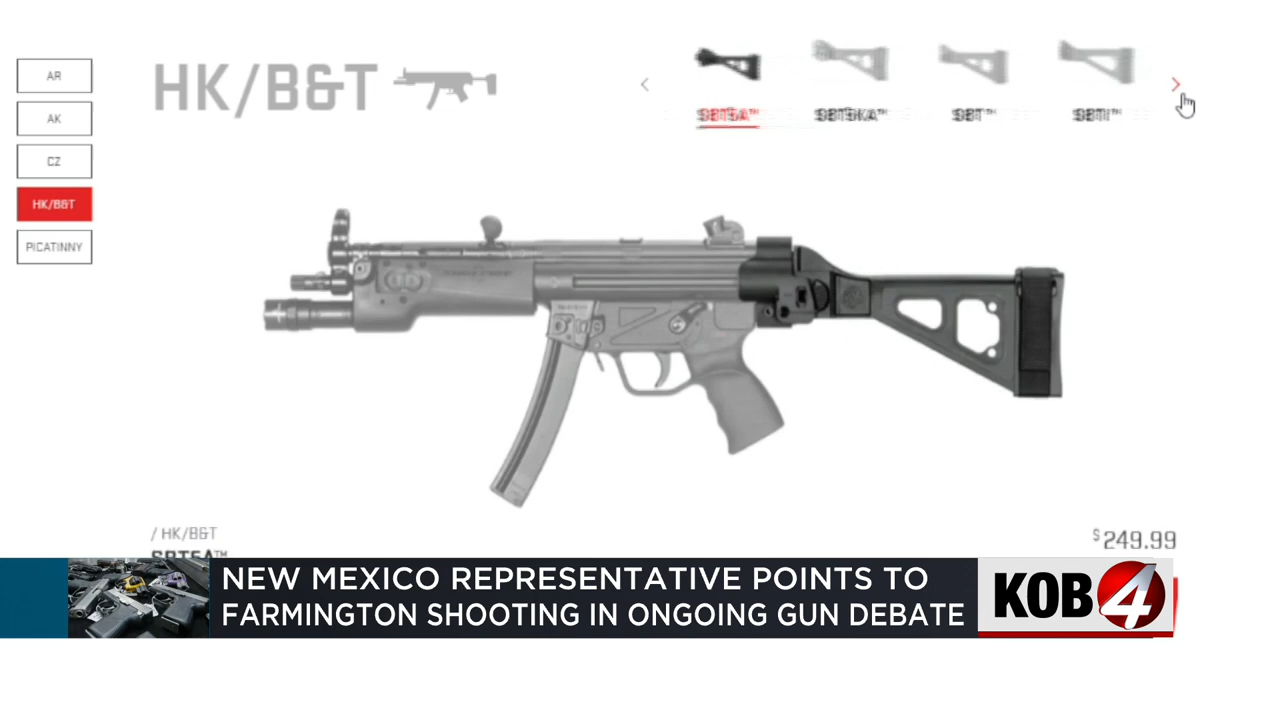 AR
AK
CZ
HK/B&T
PICATINNY
HK/B&T
SBT5A™ SBT5KA™ SBT™ SBTI™
/ HK/B&T
SBT5A™
$249.99
NEW MEXICO REPRESENTATIVE POINTS TO
FARMINGTON SHOOTING IN ONGOING GUN DEBATE
KOB 4